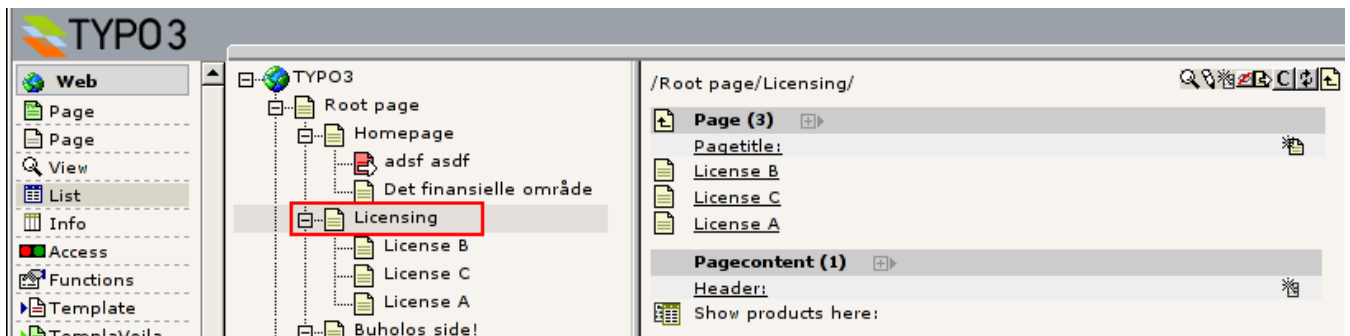 TYPO3
Web
Page
Page
View
List
Info
Access
Functions
Template
TemplaVoila
TYPO3
Root page
Homepage
adsf asdf
Det finansielle område
Licensing
License B
License C
License A
Buholos side!
/Root page/Licensing/
C
Page (3)
Pagetitle:
License B
License C
License A
Pagecontent (1)
Header:
Show products here: